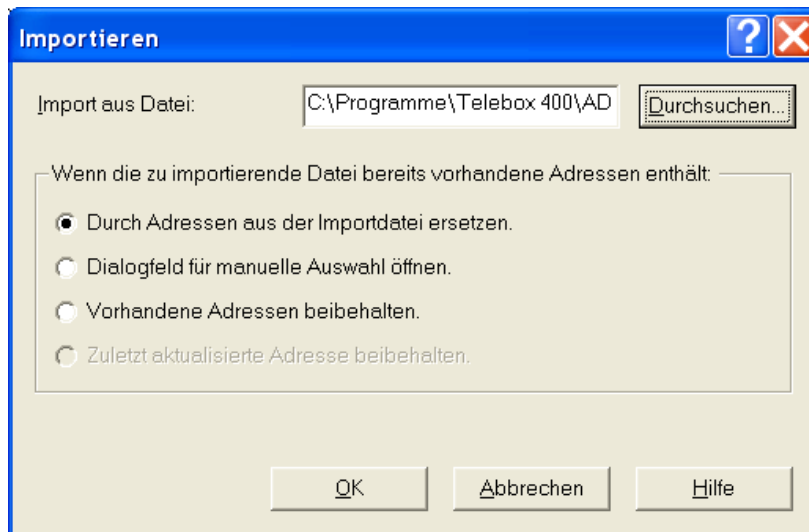 Importieren
Import aus Datei: C:\Programme\Telebox 400\AD Durchsuchen...
Wenn die zu importierende Datei bereits vorhandene Adressen enthält:
Durch Adressen aus der Importdatei ersetzen.
Dialogfeld für manuelle Auswahl öffnen.
Vorhandene Adressen beibehalten.
Zuletzt aktualisierte Adresse beibehalten.
OK Abbrechen Hilfe